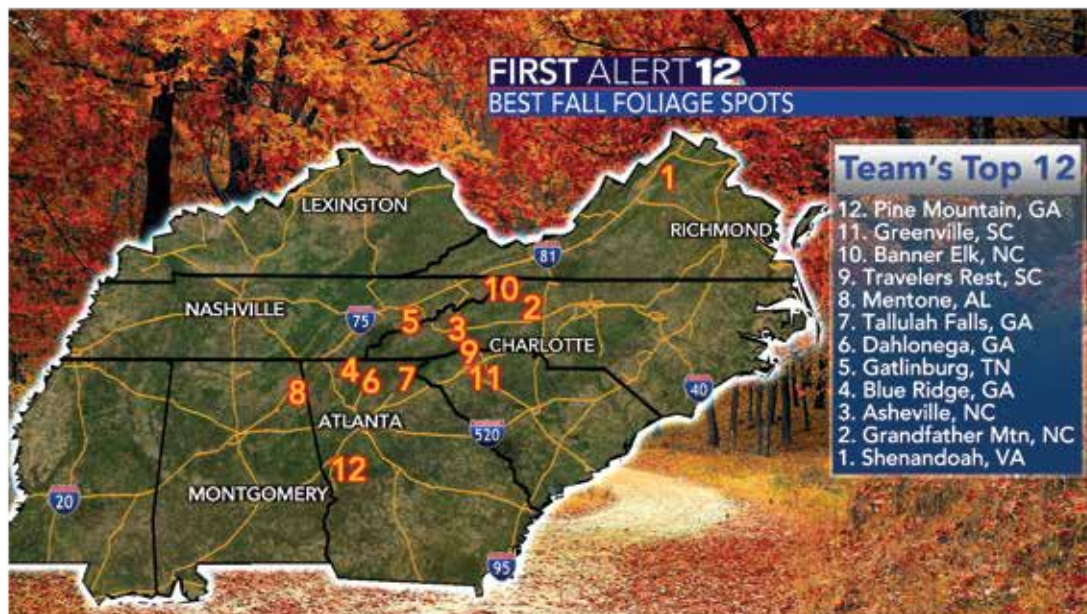 FIRST ALERT 12
BEST FALL FOLIAGE SPOTS
Team's Top 12
12. Pine Mountain, GA
11. Greenville, SC
10. Banner Elk, NC
9. Travelers Rest, SC
8. Mentone, AL
7. Tallulah Falls, GA
6. Dahlonega, GA
5. Gatlinburg, TN
4. Blue Ridge, GA
3. Asheville, NC
2. Grandfather Mtn, NC
1. Shenandoah, VA
1
LEXINGTON
RICHMOND
81
10
2
NASHVILLE
75
5
3
9
CHARLOTTE
4
6
7
11
8
40
ATLANTA
520
12
MONTGOMERY
20
95